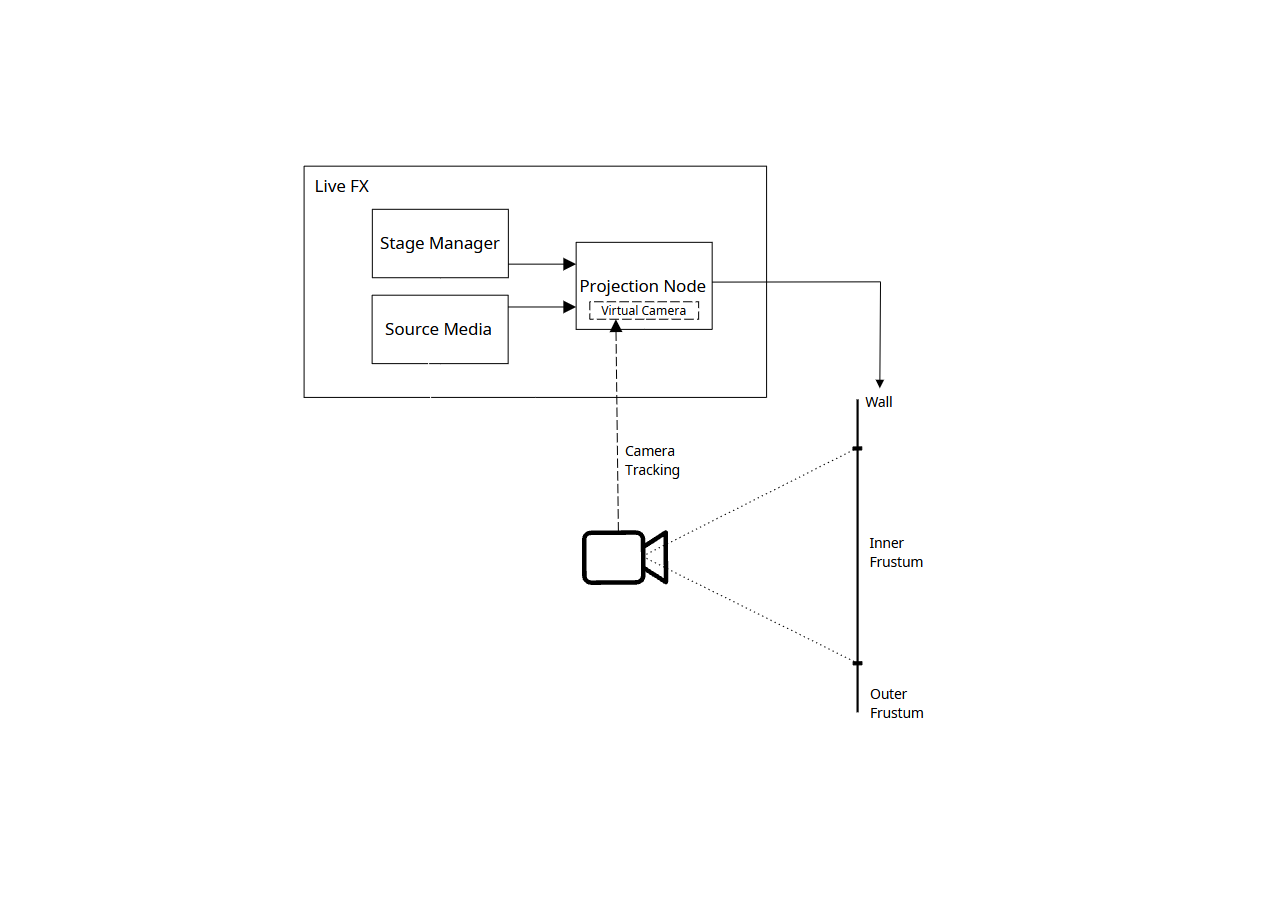 Live FX
Stage Manager
Projection Node
Virtual Camera
Source Media
Wall
Camera
Tracking
Inner
Frustum
Outer
Frustum